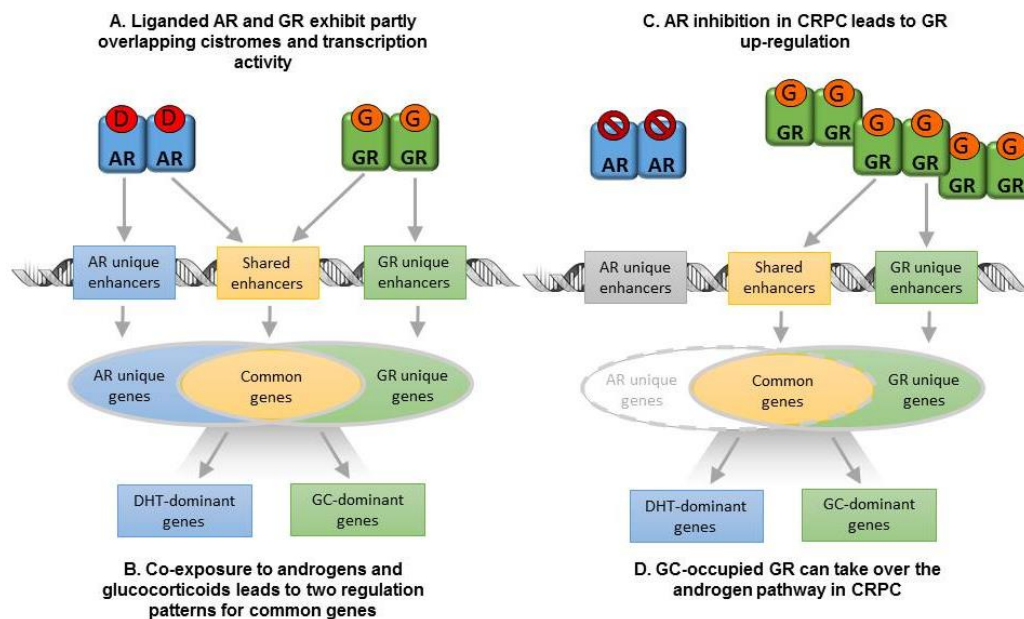 A. Liganded AR and GR exhibit partly
overlapping cistromes and transcription
activity
D D
AR AR
G G
GR GR
AR unique
enhancers
Shared
enhancers
GR unique
enhancers
AR unique
genes
Common
genes
GR unique
genes
DHT-dominant
genes
GC-dominant
genes
B. Co-exposure to androgens and
glucocorticoids leads to two regulation
patterns for common genes
C. AR inhibition in CRPC leads to GR
up-regulation
AR AR
G G
GR GR
G G
GR GR
G G
GR GR
AR unique
enhancers
Shared
enhancers
GR unique
enhancers
AR unique
genes
Common
genes
GR unique
genes
DHT-dominant
genes
GC-dominant
genes
D. GC-occupied GR can take over the
androgen pathway in CRPC